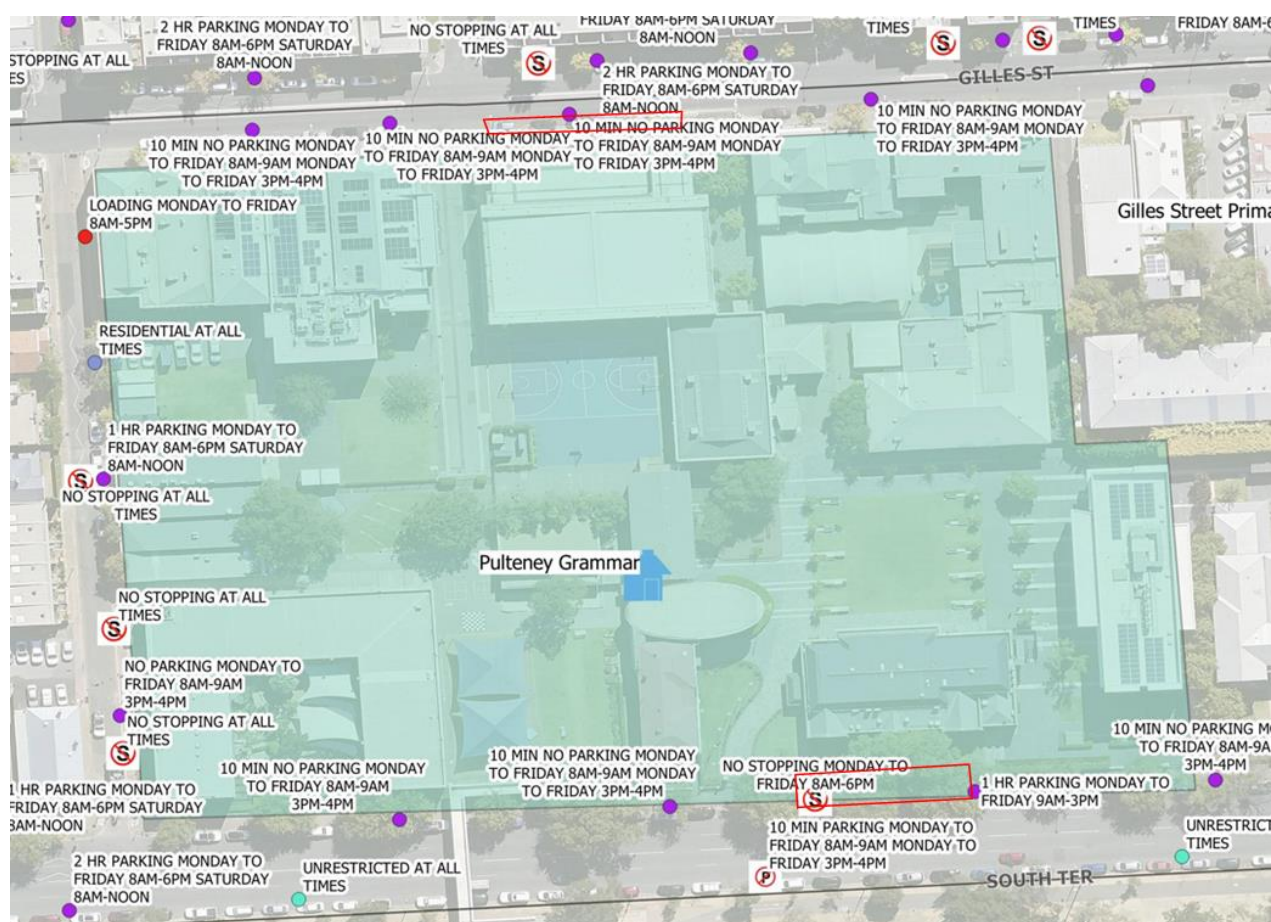 2 HR PARKING MONDAY TO
FRIDAY 8AM-6PM SATURDAY
8AM-NOON
NO STOPPING AT ALL
TIMES
S
FRIDAY 8AM-6PM SATURDAY
8AM-NOON
TIMES
S
TIMES
S
FRIDAY 8AM-6
STOPPING AT ALL
ES
2 HR PARKING MONDAY TO
FRIDAY 8AM-6PM SATURDAY
8AM-NOON
GILLES ST
10 MIN NO PARKING MONDAY
TO FRIDAY 8AM-9AM MONDAY
TO FRIDAY 3PM-4PM
10 MIN NO PARKING MONDAY
TO FRIDAY 8AM-9AM MONDAY
TO FRIDAY 3PM-4PM
10 MIN NO PARKING MONDAY
TO FRIDAY 8AM-9AM MONDAY
TO FRIDAY 3PM-4PM
10 MIN NO PARKING MONDAY
TO FRIDAY 8AM-9AM MONDAY
TO FRIDAY 3PM-4PM
LOADING MONDAY TO FRIDAY
8AM-5PM
Gilles Street Prima
RESIDENTIAL AT ALL
TIMES
1 HR PARKING MONDAY TO
FRIDAY 8AM-6PM SATURDAY
8AM-NOON
S
NO STOPPING AT ALL
TIMES
Pulteney Grammar
NO STOPPING AT ALL
TIMES
S
NO PARKING MONDAY TO
FRIDAY 8AM-9AM
3PM-4PM
NO STOPPING AT ALL
TIMES
S
10 MIN NO PARKING MONDAY
TO FRIDAY 8AM-9AM
3PM-4PM
10 MIN NO PARKING MONDAY
TO FRIDAY 8AM-9AM MONDAY
TO FRIDAY 3PM-4PM
NO STOPPING MONDAY TO
FRIDAY 8AM-6PM
S
1 HR PARKING MONDAY TO
FRIDAY 9AM-3PM
10 MIN NO PARKING M
TO FRIDAY 8AM-9A
3PM-4PM
1 HR PARKING MONDAY TO
FRIDAY 8AM-6PM SATURDAY
8AM-NOON
10 MIN PARKING MONDAY TO
FRIDAY 8AM-9AM MONDAY TO
FRIDAY 3PM-4PM
P
UNRESTRICT
TIMES
2 HR PARKING MONDAY TO
FRIDAY 8AM-6PM SATURDAY
8AM-NOON
UNRESTRICTED AT ALL
TIMES
SOUTH TER